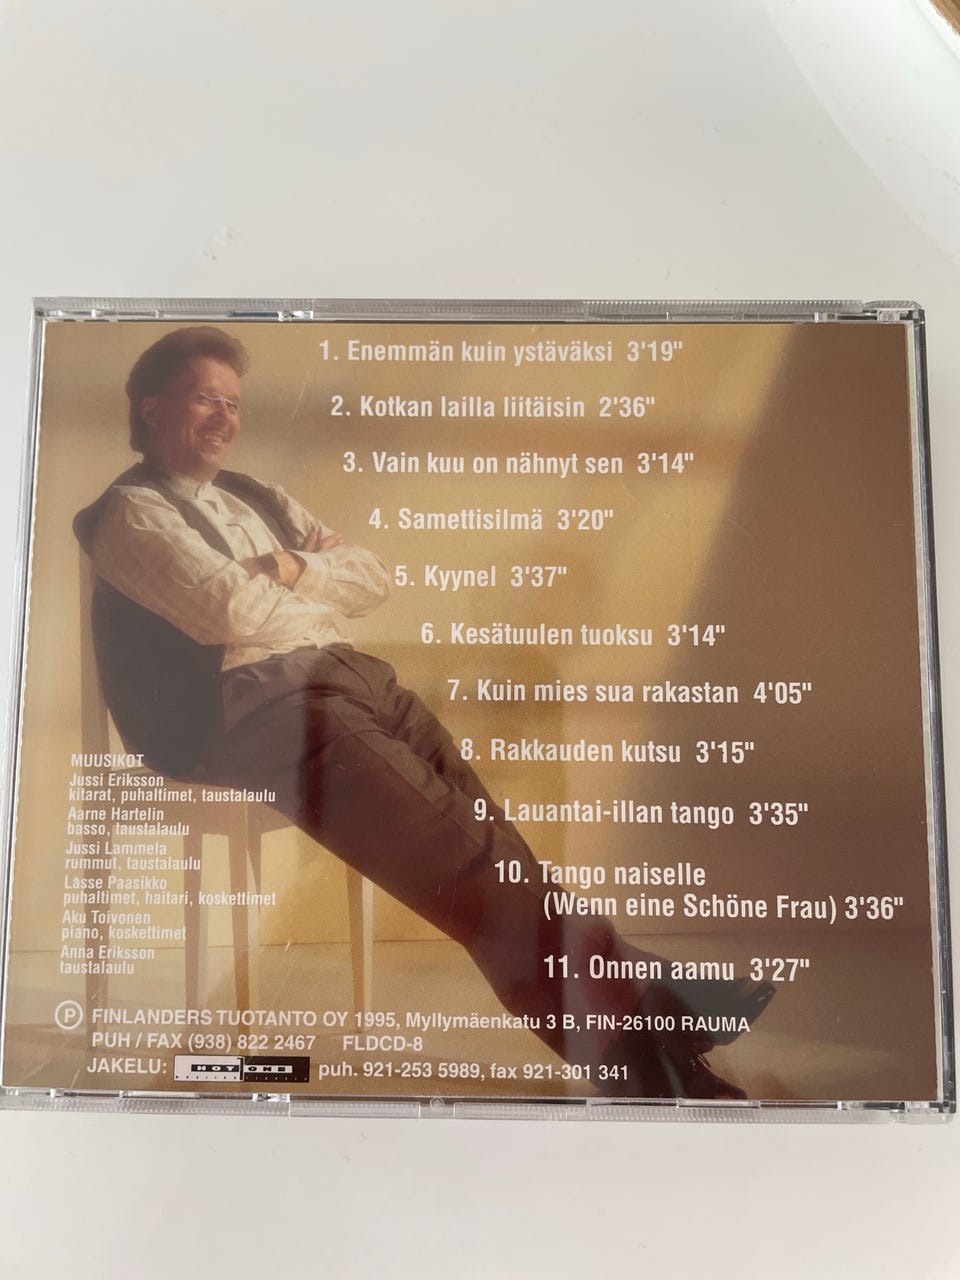 1. Enemmän kuin ystäväksi 3'19"
2. Kotkan lailla liitäisin 2'36"
3. Vain kuu on nähnyt sen 3'14"
4. Samettisilmä 3'20"
5. Kyynel 3'37"
6. Kesätuulen tuoksu 3'14"
7. Kuin mies sua rakastan 4'05"
8. Rakkauden kutsu 3'15"
9. Lauantai-illan tango 3'35"
10. Tango naiselle
(Wenn eine Schöne Frau) 3'36"
11. Onnen aamu 3'27"
MUUSIKOT
Jussi Eriksson
kitarat, puhaltimet, taustalaulu
Aarne Hartelin
basso, taustalaulu
Jussi Lammela
rummut, taustalaulu
Lasse Paasikko
puhaltimet, haitari, koskettimet
Aku Toivonen
piano, koskettimet
Anna Eriksson
taustalaulu
Ⓟ FINLANDERS TUOTANTO OY 1995, Myllymäenkatu 3 B, FIN-26100 RAUMA
PUH / FAX (938) 822 2467 FLDCD-8
JAKELU: HOT ONE puh. 921-253 5989, fax 921-301 341